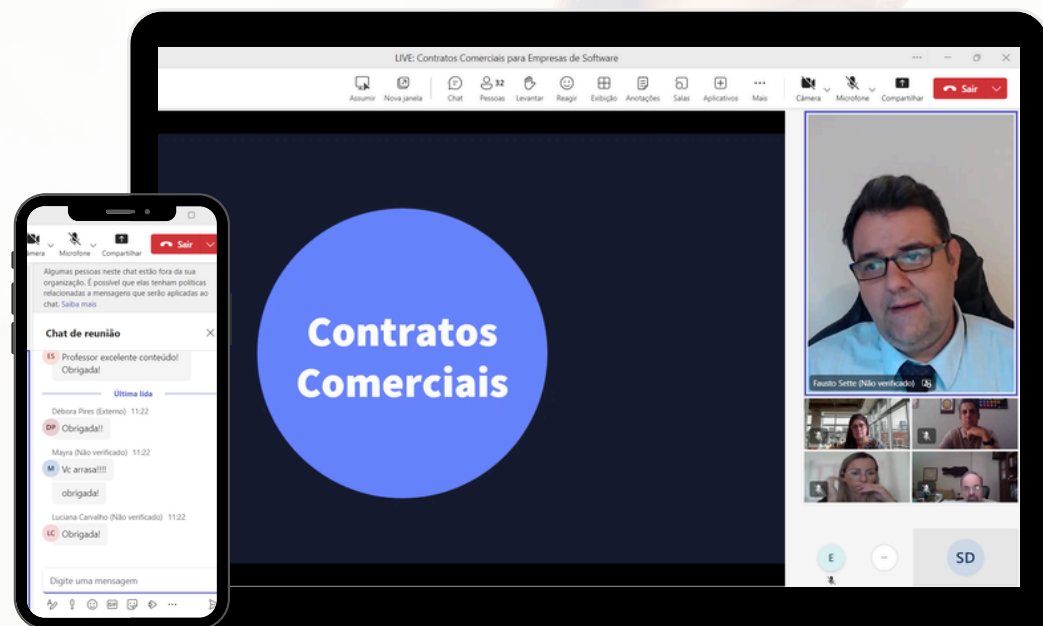 LIVE: Contratos Comerciais para Empresas de Software
Assumir Nova janela Chat Pessoas 32 Levantar Reagir Exibição Anotações Salas Aplicativos Mais Câmera Microfone Compartilhar Sair
Contratos
Comerciais
Fausto Sette (Não verificado)
E
SD
Microfone Compartilhar Sair
Algumas pessoas neste chat estão fora da sua
organização. É possível que elas tenham políticas
relacionadas a mensagens que serão aplicadas ao
chat. Saiba mais
Chat de reunião
ES Professor excelente conteúdo!
Obrigada!
Última lida
Débora Pires (Externo) 11:22
DP Obrigada!!
Mayra (Não verificado) 11:22
M Vc arrasa!!!!
obrigada!
Luciana Carvalho (Não verificado) 11:22
LC Obrigada!
Digite uma mensagem
GIF